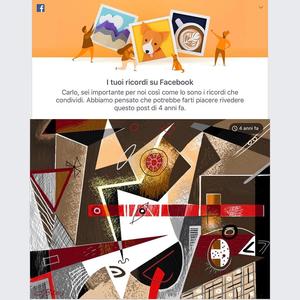 I tuoi ricordi su Facebook
Carlo, sei importante per noi così come lo sono i ricordi che
condividi. Abbiamo pensato che potrebbe farti piacere rivedere
questo post di 4 anni fa.
4 anni fa